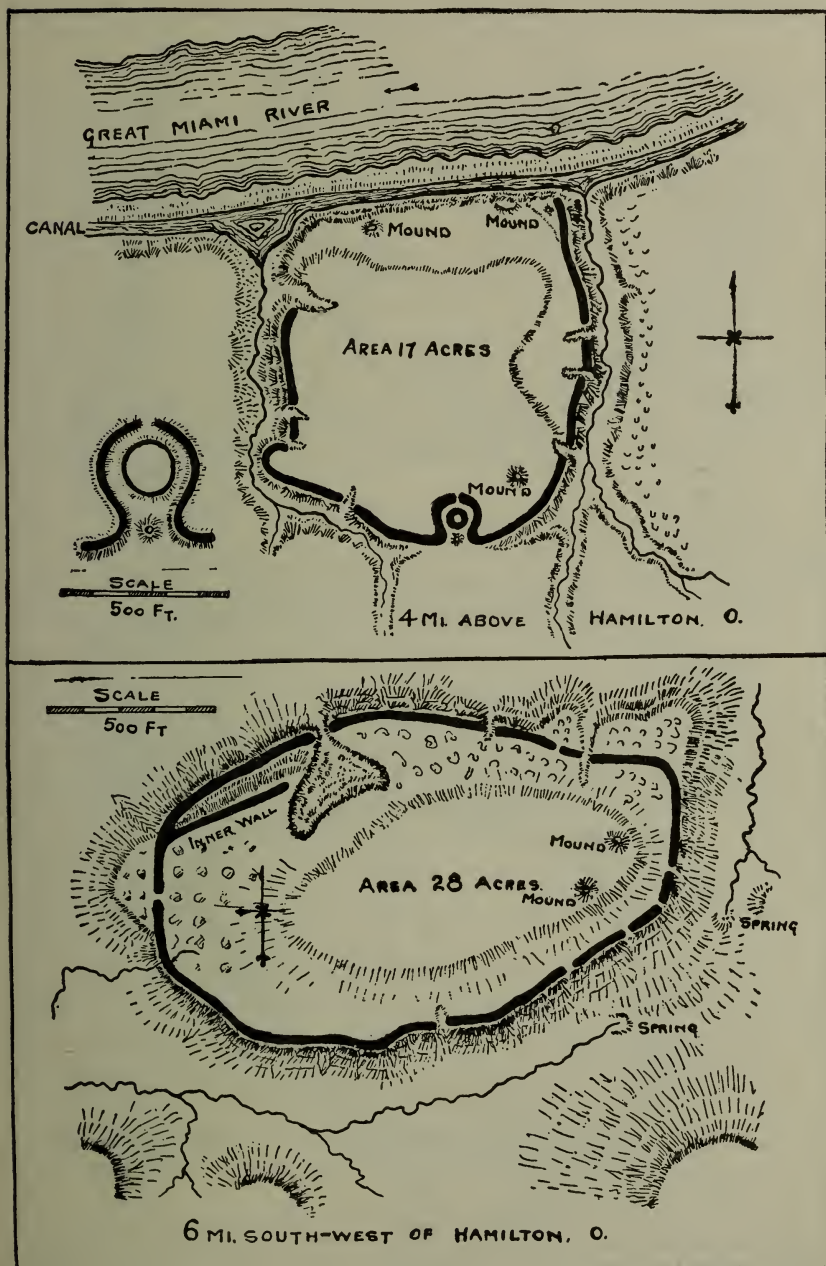 GREAT MIAMI RIVER
CANAL
MOUND
MOUND
AREA 17 ACRES
MOUND
SCALE
500 FT.
4 MI. ABOVE HAMILTON. O.
SCALE
500 FT
INNER WALL
MOUND
AREA 28 ACRES.
MOUND
SPRING
SPRING
6 MI. SOUTH-WEST OF HAMILTON, O.